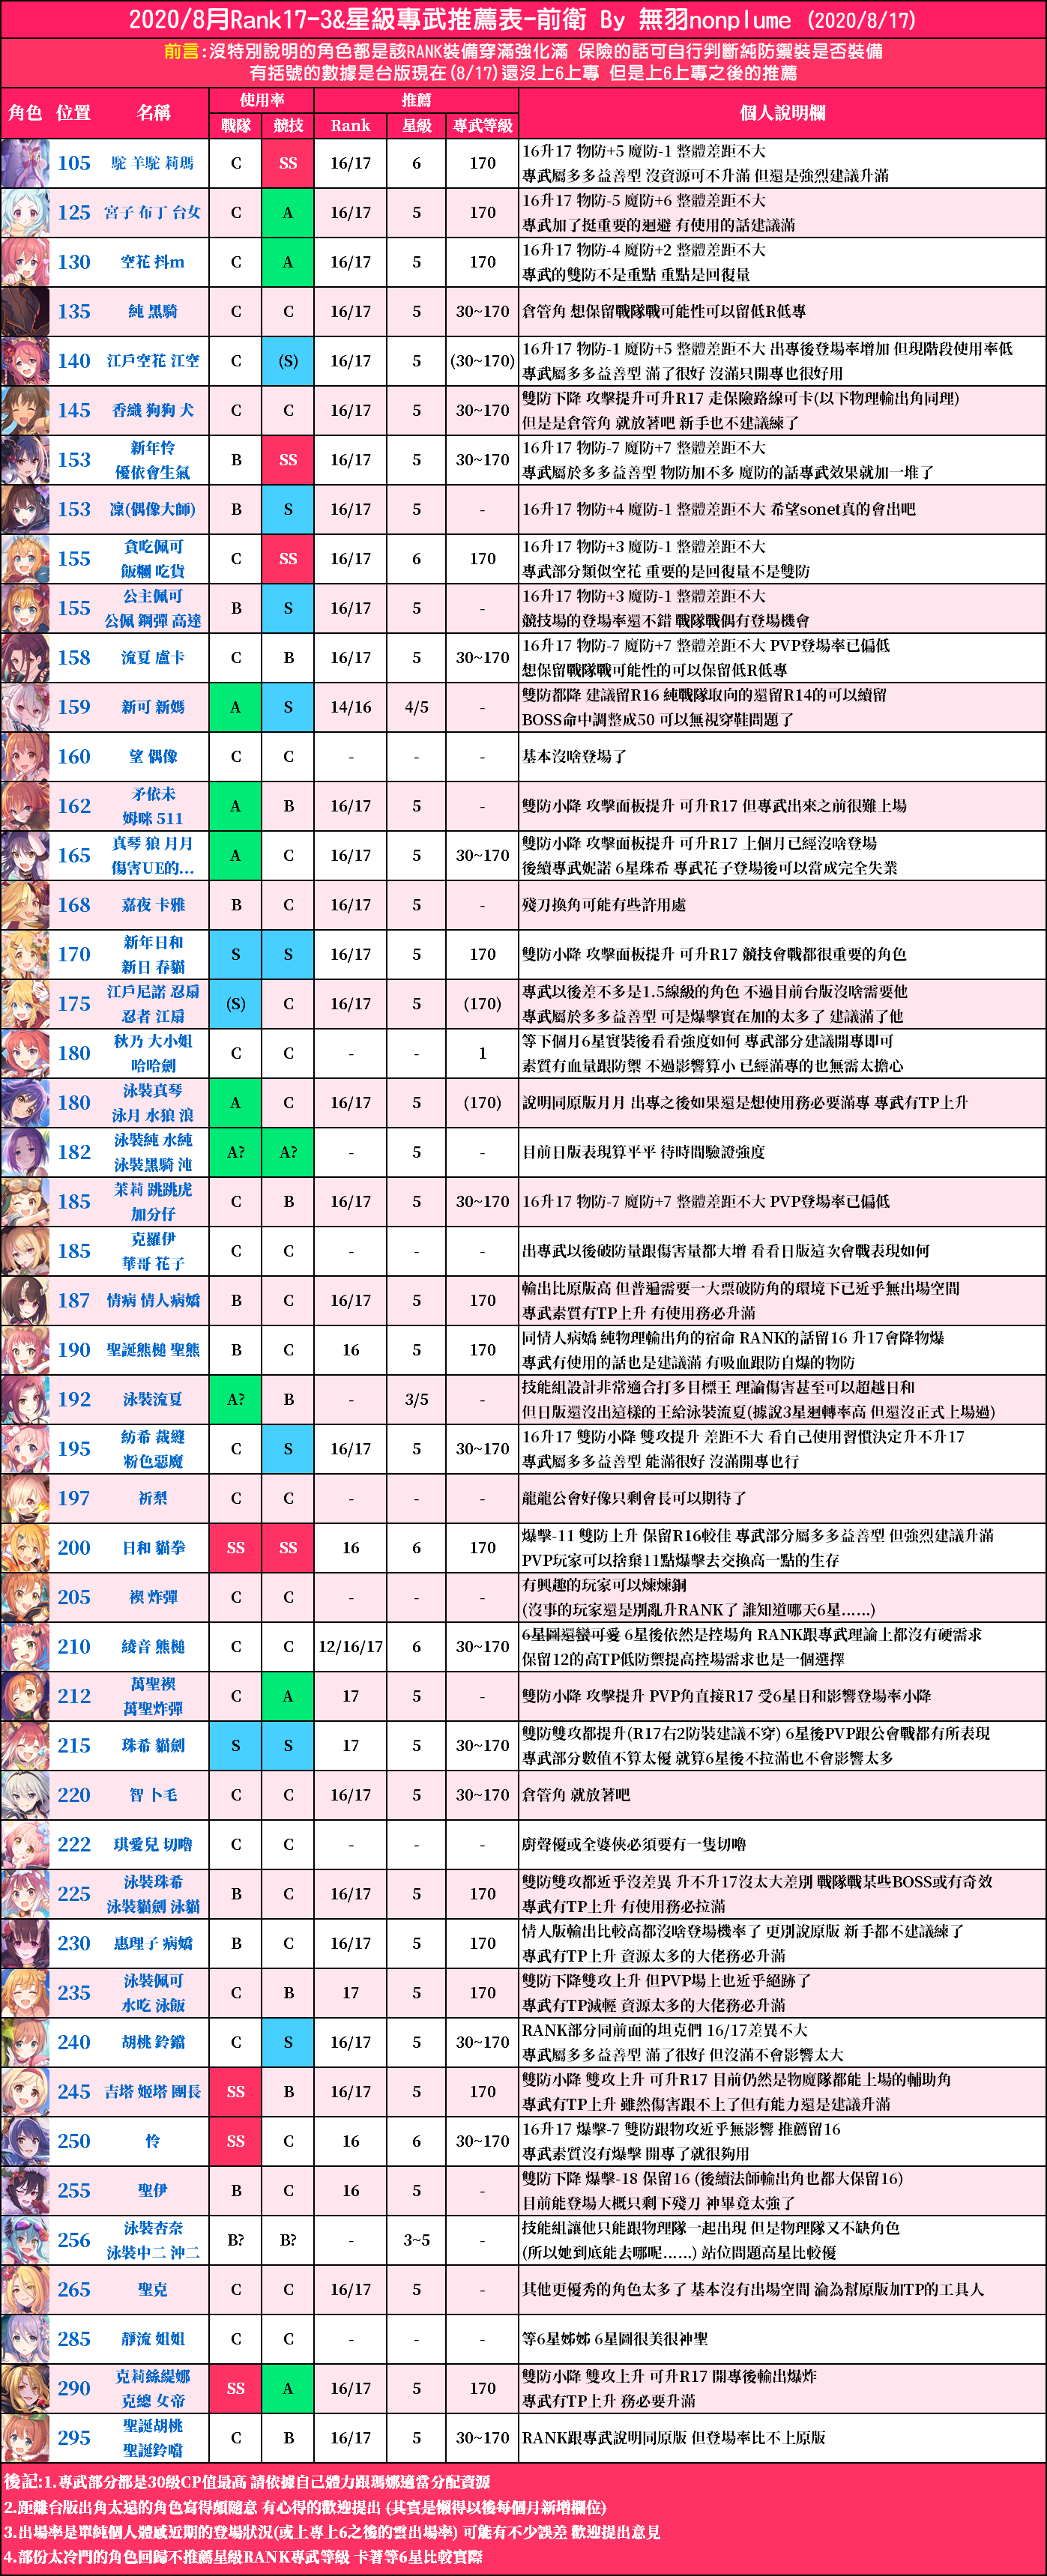 2020/8月Rank17-3&星級專武推薦表-前衛 By 無羽nonplume (2020/8/17)
前言:沒特別說明的角色都是該RANK裝備穿滿強化滿 保險的話可自行判斷純防禦裝是否裝備
有括號的數據是台版現在(8/17)還沒上6上專 但是上6上專之後的推薦
角色 位置 名稱 使用率 推薦 個人說明欄
戰隊 競技 Rank 星級 專武等級
105 駝 羊駝 莉瑪 C SS 16/17 6 170
16升17 物防+5 魔防-1 整體差距不大
專武屬多多益善型 沒資源可不升滿 但還是強烈建議升滿
125 宮子 布丁 台女 C A 16/17 5 170
16升17 物防-5 魔防+6 整體差距不大
專武加了挺重要的迴避 有使用的話建議滿
130 空花 抖m C A 16/17 5 170
16升17 物防-4 魔防+2 整體差距不大
專武的雙防不是重點 重點是回復量
135 純 黑騎 C C 16/17 5 30~170 倉管角 想保留戰隊戰可能性可以留低R低專
140 江戶空花 江空 C (S) 16/17 5 (30~170)
16升17 物防-1 魔防+5 整體差距不大 出專後登場率增加 但現階段使用率低
專武屬多多益善型 滿了很好 沒滿只開專也很好用
145 香織 狗狗 犬 C C 16/17 5 30~170
雙防下降 攻擊提升可升R17 走保險路線可卡(以下物理輸出角同理)
但是是倉管角 就放著吧 新手也不建議練了
153 新年怜 優依會生氣 B SS 16/17 5 30~170
16升17 物防-7 魔防+7 整體差距不大
專武屬於多多益善型 物防加不多 魔防的話專武效果就加一堆了
153 凜(偶像大師) B S 16/17 5 - 16升17 物防+4 魔防-1 整體差距不大 希望sonet真的會出吧
155 貪吃佩可 飯糰 吃貨 C SS 16/17 6 170
16升17 物防+3 魔防-1 整體差距不大
專武部分類似空花 重要的是回復量不是雙防
155 公主佩可 公佩 鋼彈 高達 B S 16/17 5 -
16升17 物防+3 魔防-1 整體差距不大
競技場的登場率還不錯 戰隊戰偶有登場機會
158 流夏 盧卡 C B 16/17 5 30~170
16升17 物防-7 魔防+7 整體差距不大 PVP登場率已偏低
想保留戰隊戰可能性的可以保留低R低專
159 新可 新媽 A S 14/16 4/5 -
雙防都降 建議留R16 純戰隊取向的還留R14的可以續留
BOSS命中調整成50 可以無視穿鞋問題了
160 望 偶像 C C - - - 基本沒啥登場了
162 矛依未 姆咪 511 A B 16/17 5 - 雙防小降 攻擊面板提升 可升R17 但專武出來之前很難上場
165 真琴 狼 月月 傷害UE的... A C 16/17 5 30~170
雙防小降 攻擊面板提升 可升R17 上個月已經沒啥登場
後續專武妮諾 6星珠希 專武花子登場後可以當成完全失業
168 嘉夜 卡雅 B C 16/17 5 - 殘刀換角可能有些許用處
170 新年日和 新日 春貓 S S 16/17 5 170 雙防小降 攻擊面板提升 可升R17 競技會戰都很重要的角色
175 江戶尼諾 忍扇 忍者 江扇 (S) C 16/17 5 (170)
專武以後差不多是1.5線級的角色 不過目前台版沒啥需要他
專武屬於多多益善型 可是爆擊實在加的太多了 建議滿了他
180 秋乃 大小姐 哈哈劍 C C - - 1
等下個月6星實裝後看看強度如何 專武部分建議開專即可
素質有血量跟防禦 不過影響算小 已經滿專的也無需太擔心
180 泳裝真琴 泳月 水狼 浪 A C 16/17 5 (170) 說明同原版月月 出專之後如果還是想使用務必要滿專 專武有TP上升
182 泳裝純 水純 泳裝黑騎 沌 A? A? - 5 - 目前日版表現算平平 待時間驗證強度
185 茉莉 跳跳虎 加分仔 C B 16/17 5 30~170 16升17 物防-7 魔防+7 整體差距不大 PVP登場率已偏低
185 克羅伊 華哥 花子 C C - - - 出專武以後破防量跟傷害量都大增 看看日版這次會戰表現如何
187 情病 情人病嬌 B C 16/17 5 170
輸出比原版高 但普遍需要一大票破防角的環境下已近乎無出場空間
專武素質有TP上升 有使用務必升滿
190 聖誕熊槌 聖熊 B C 16 5 170
同情人病嬌 純物理輸出角的宿命 RANK的話留16 升17會降物爆
專武有使用的話也是建議滿 有吸血跟防自爆的物防
192 泳裝流夏 A? B - 3/5 -
技能組設計非常適合打多目標王 理論傷害甚至可以超越日和
但日版還沒出這樣的王給泳裝流夏(據說3星迴轉率高 但還沒正式上場過)
195 紡希 裁縫 粉色惡魔 C S 16/17 5 30~170
16升17 雙防小降 雙攻提升 差距不大 看自己使用習慣決定升不升17
專武屬多多益善型 能滿很好 沒滿開專也行
197 祈梨 C C - - - 龍龍公會好像只剩會長可以期待了
200 日和 貓拳 SS SS 16 6 170
爆擊-11 雙防上升 保留R16較佳 專武部分屬多多益善型 但強烈建議升滿
PVP玩家可以捨棄11點爆擊去交換高一點的生存
205 禊 炸彈 C C - - -
有興趣的玩家可以煉煉銅
(沒事的玩家還是別亂升RANK了 誰知道哪天6星......)
210 綾音 熊槌 C C 12/16/17 6 30~170
6星圖還蠻可愛 6星後依然是控場角 RANK跟專武理論上都沒有硬需求
保留12的高TP低防禦提高控場需求也是一個選擇
212 萬聖禊 萬聖炸彈 C A 17 5 - 雙防小降 攻擊提升 PVP角直接R17 受6星日和影響登場率小降
215 珠希 貓劍 S S 17 5 30~170
雙防雙攻都提升(R17右2防裝建議不穿) 6星後PVP跟公會戰都有所表現
專武部分數值不算太優 就算6星後不拉滿也不會影響太多
220 智 卜毛 C C 16/17 5 30~170 倉管角 就放著吧
222 琪愛兒 切嚕 C C - - - 廚聲優或全婆俠必須要有一隻切嚕
225 泳裝珠希 泳裝貓劍 泳貓 B C 16/17 5 170
雙防雙攻都近乎沒差異 升不升17沒太大差別 戰隊戰某些BOSS或有奇效
專武有TP上升 有使用務必拉滿
230 惠理子 病嬌 B C 16/17 5 170
情人版輸出比較高都沒啥登場機率了 更別說原版 新手都不建議練了
專武有TP上升 資源太多的大佬務必升滿
235 泳裝佩可 水吃 泳飯 C B 17 5 170
雙防下降雙攻上升 但PVP場上也近乎絕跡了
專武有TP減輕 資源太多的大佬務必升滿
240 胡桃 鈴鐺 C S 16/17 5 30~170
RANK部分同前面的坦克們 16/17差異不大
專武屬多多益善型 滿了很好 但沒滿不會影響太大
245 吉塔 姬塔 團長 SS B 16/17 5 170
雙防小降 雙攻上升 可升R17 目前仍然是物魔隊都能上場的輔助角
專武有TP上升 雖然傷害跟不上了但有能力還是建議升滿
250 怜 SS C 16 6 30~170
16升17 爆擊-7 雙防跟物攻近乎無影響 推薦留16
專武素質沒有爆擊 開專了就很夠用
255 聖伊 B C 16 5 -
雙防下降 爆擊-18 保留16 (後續法師輸出角也都大保留16)
目前能登場大概只剩下殘刀 神畢竟太強了
256 泳裝杏奈 泳裝中二 沖二 B? B? - 3~5 -
技能組讓他只能跟物理隊一起出現 但是物理隊又不缺角色
(所以她到底能去哪呢......) 站位問題高星比較優
265 聖克 C C 16/17 5 - 其他更優秀的角色太多了 基本沒有出場空間 淪為幫原版加TP的工具人
285 靜流 姐姐 C C - - - 等6星姊姊 6星圖很美很神聖
290 克莉絲緹娜 克總 女帝 SS A 16/17 5 170
雙防小降 雙攻上升 可升R17 開專後輸出爆炸
專武有TP上升 務必要升滿
295 聖誕胡桃 聖誕鈴噹 C B 16/17 5 30~170 RANK跟專武說明同原版 但登場率比不上原版
後記:1.專武部分都是30級CP值最高 請依據自己體力跟瑪娜適當分配資源
2.距離台版出角太遠的角色寫得頗隨意 有心得的歡迎提出 (其實是懶得以後每個月新增欄位)
3.出場率是單純個人體感近期的登場狀況(或上專上6之後的雲出場率) 可能有不少誤差 歡迎提出意見
4.部份太冷門的角色回歸不推薦星級RANK專武等級 卡著等6星比較實際